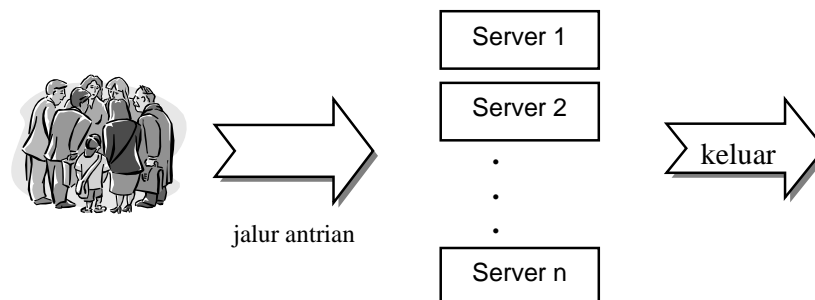 Server 1
Server 2
keluar
jalur antrian
Server n